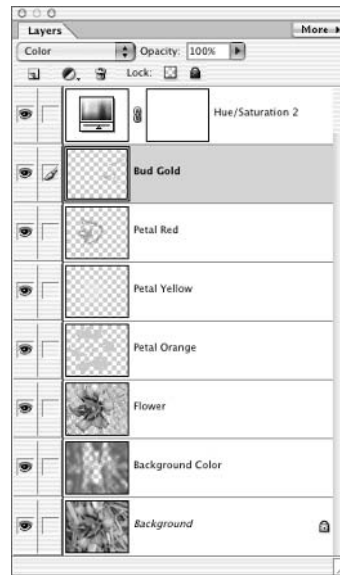 Layers
More
Color
Opacity: 100%
Lock:
Hue/Saturation 2
Bud Gold
Petal Red
Petal Yellow
Petal Orange
Flower
Background Color
Background